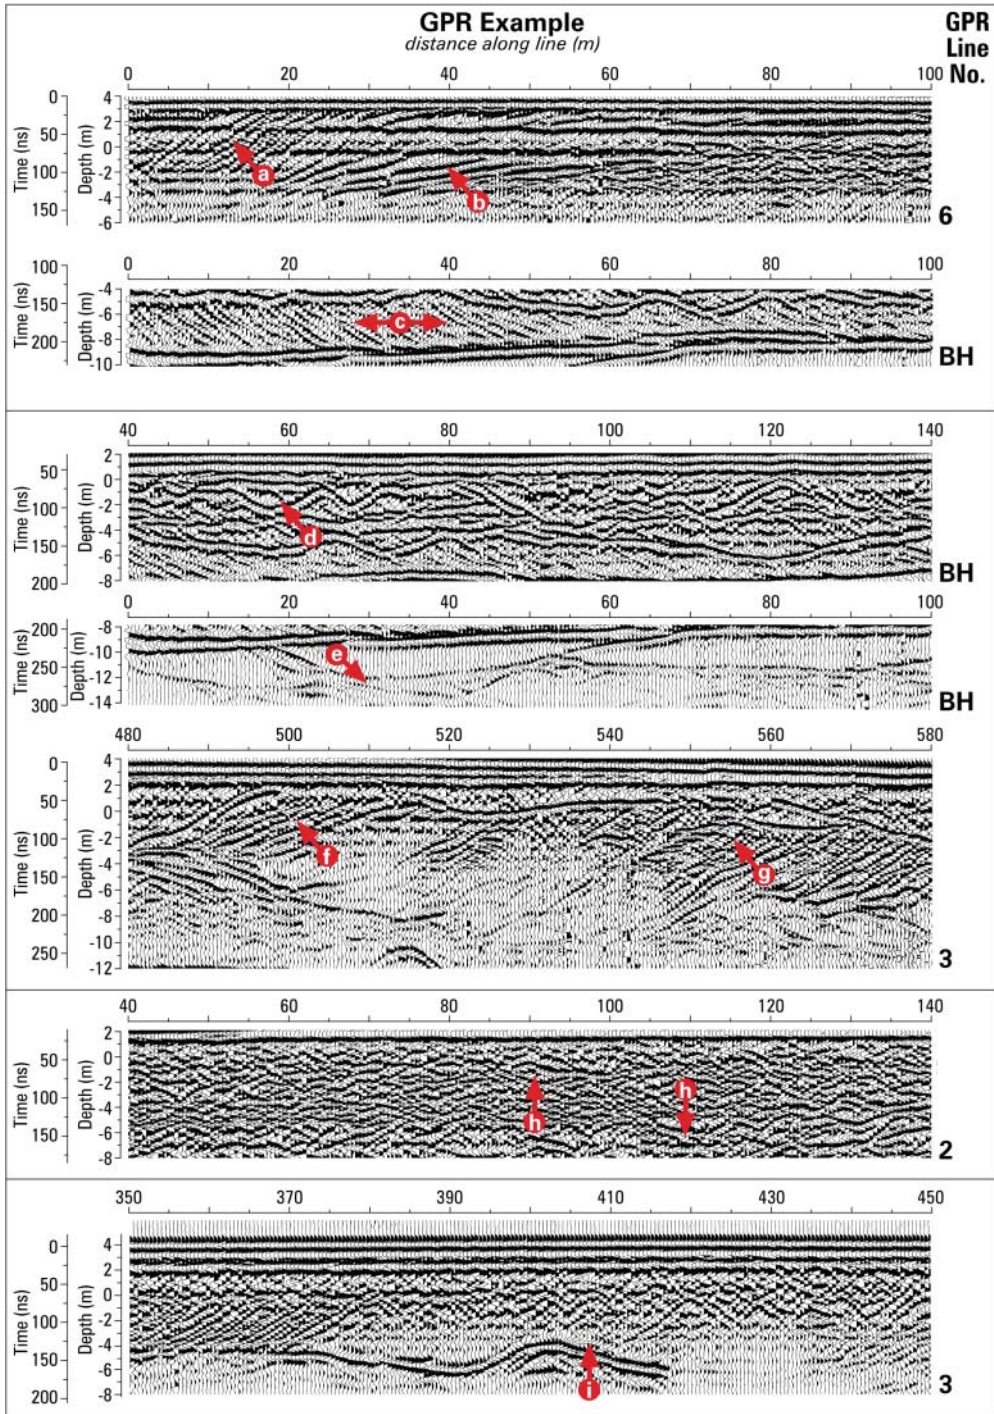 GPR Example
distance along line (m)
GPR
Line
No.
0 20 40 60 80 100
Time (ns)
0
50
100
150
Depth (m)
4
2
0
-2
-4
-6
a
b
6
0 20 40 60 80 100
Time (ns)
100
150
200
Depth (m)
-4
-6
-8
-10
c
BH
40 60 80 100 120 140
Time (ns)
50
100
150
200
Depth (m)
2
0
-2
-4
-6
-8
d
BH
0 20 40 60 80 100
Time (ns)
200
250
300
Depth (m)
-8
-10
-12
-14
e
BH
480 500 520 540 560 580
Time (ns)
0
50
100
150
200
250
Depth (m)
4
2
0
-2
-4
-6
-8
-10
-12
f
g
3
40 60 80 100 120 140
Time (ns)
50
100
150
Depth (m)
2
0
-2
-4
-6
-8
h
h
2
350 370 390 410 430 450
Time (ns)
0
50
100
150
200
Depth (m)
4
2
0
-2
-4
-6
-8
i
3